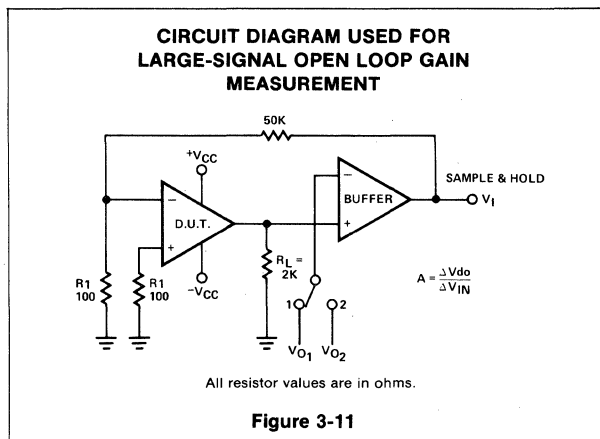 CIRCUIT DIAGRAM USED FOR
LARGE-SIGNAL OPEN LOOP GAIN
MEASUREMENT
50K
+VCC
SAMPLE & HOLD
−
BUFFER
VI
+
−
D.U.T.
+
RL =
2K
A = ΔVdo
ΔVIN
R1
100
R1
100
−VCC
1
2
VO1
VO2
All resistor values are in ohms.
Figure 3-11